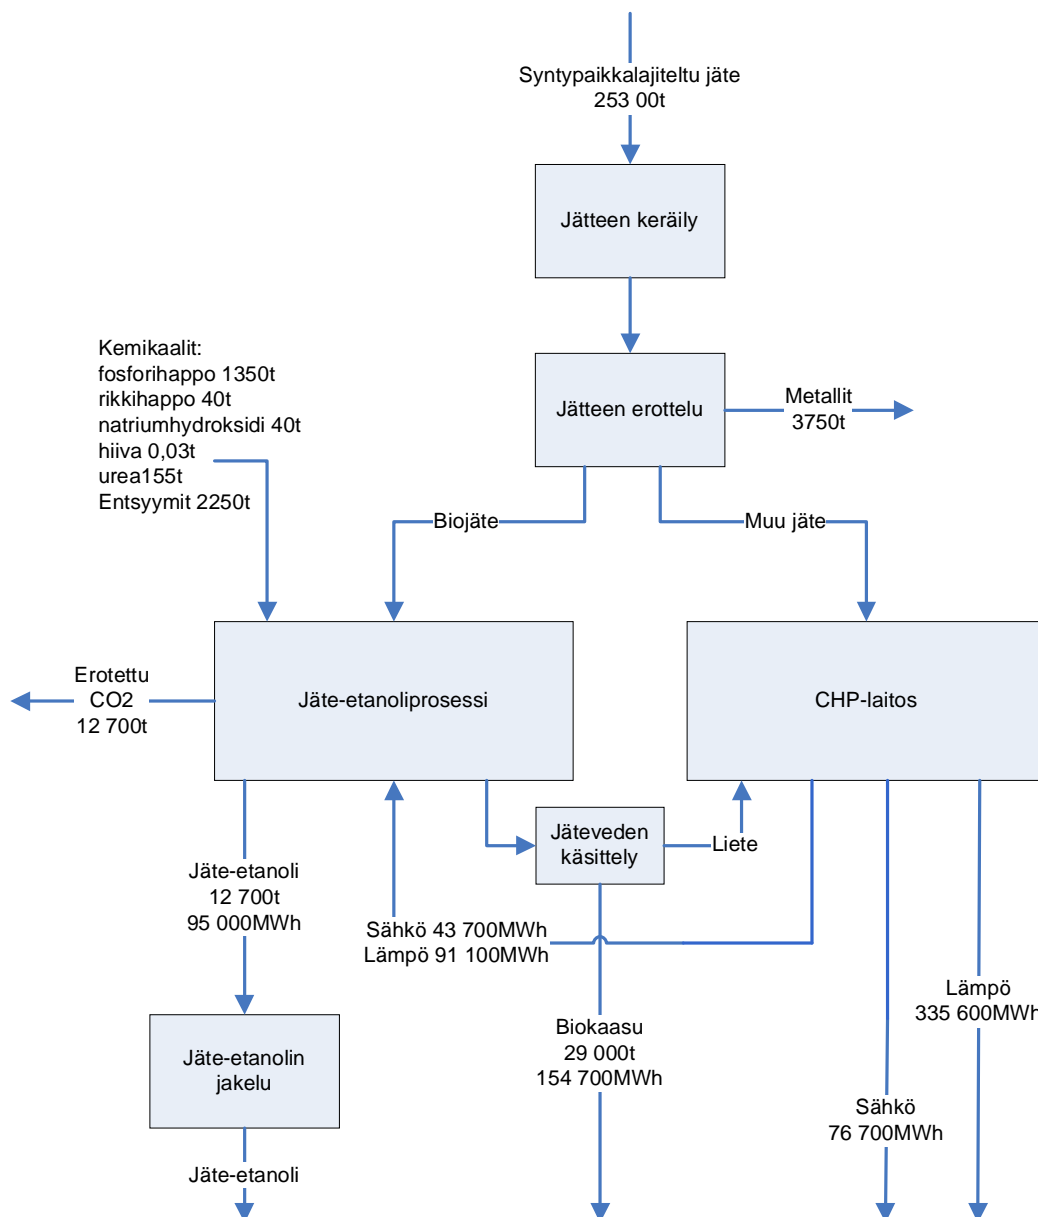 Syntypaikkalajiteltu jäte
253 00t
Jätteen keräily
Kemikaalit:
fosforihappo 1350t
rikkihappo 40t
natriumhydroksidi 40t
hiiva 0,03t
urea155t
Entsyymit 2250t
Jätteen erottelu
Metallit
3750t
Biojäte
Muu jäte
Erotettu
CO2
12 700t
Jäte-etanoliprosessi
CHP-laitos
Jäteveden
käsittely
Liete
Jäte-etanoli
12 700t
95 000MWh
Sähkö 43 700MWh
Lämpö 91 100MWh
Lämpö
335 600MWh
Biokaasu
29 000t
154 700MWh
Jäte-etanolin
jakelu
Sähkö
76 700MWh
Jäte-etanoli